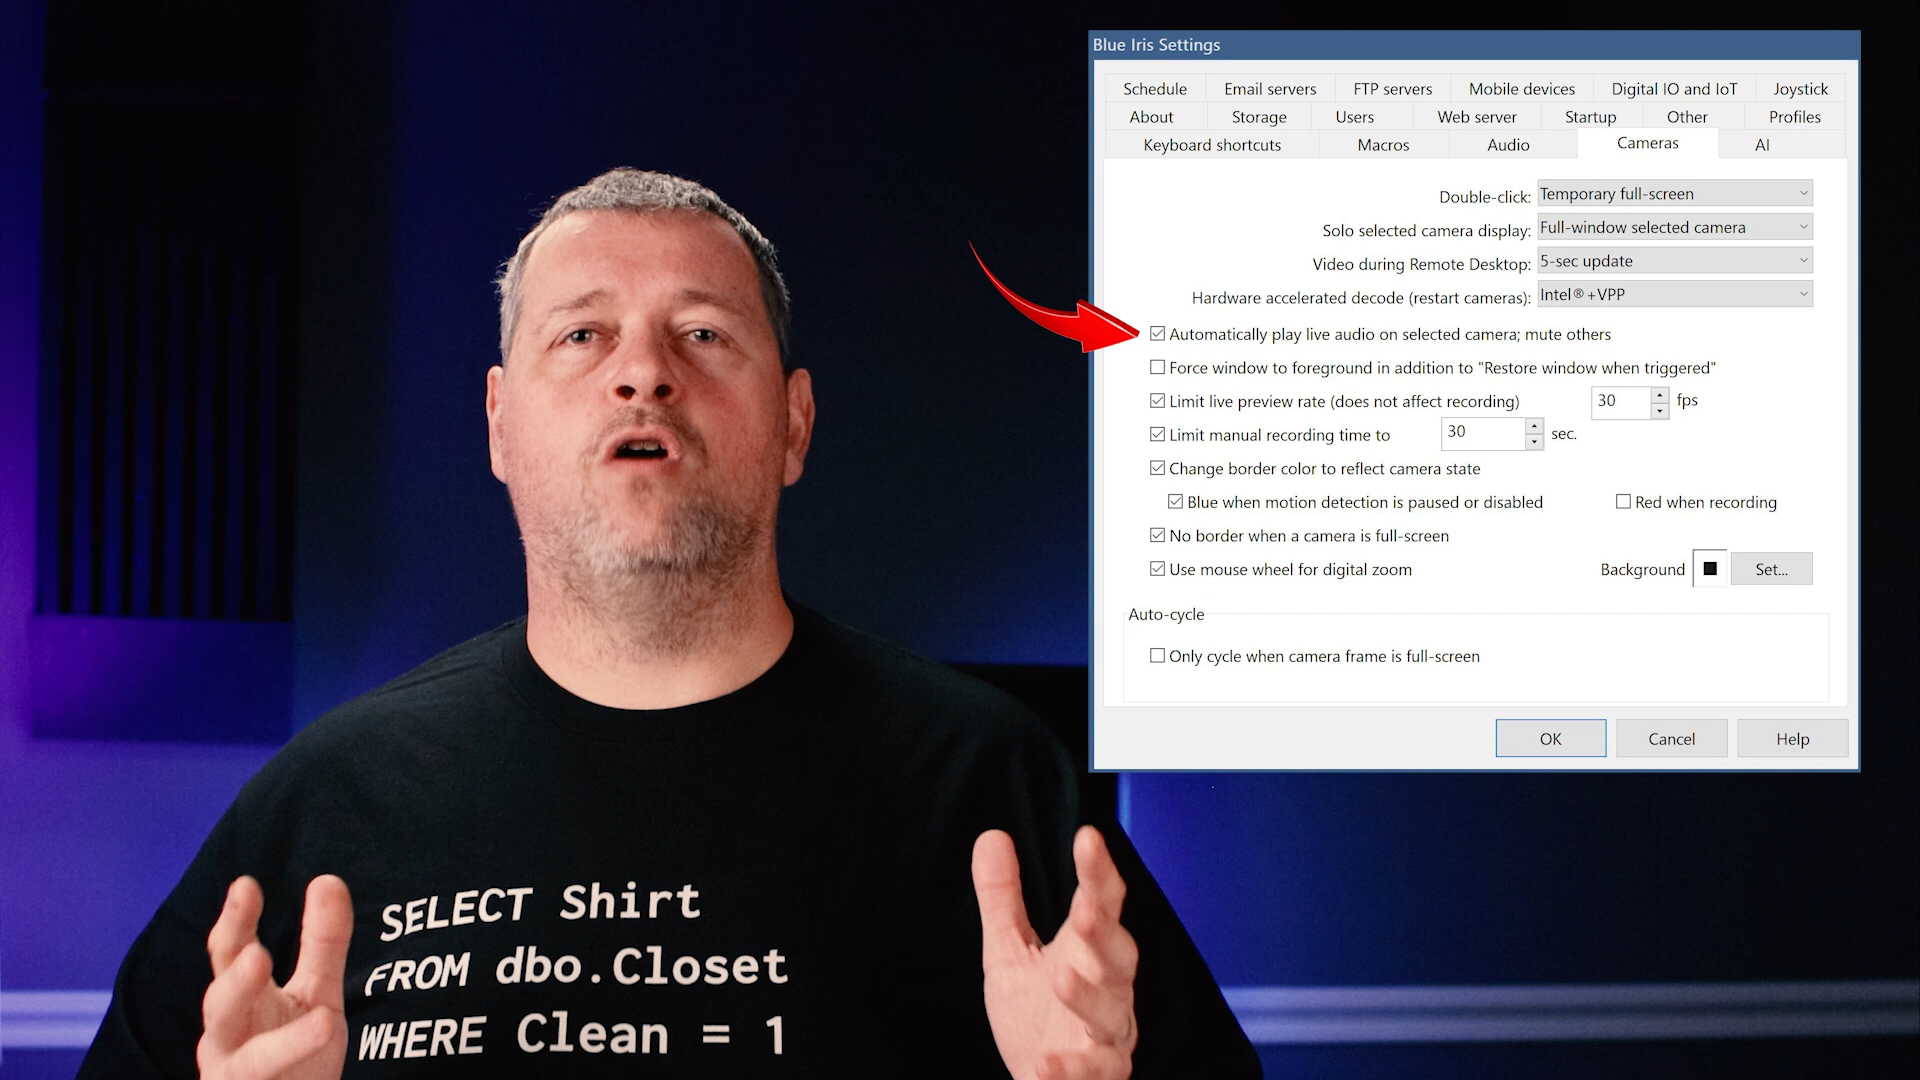 Blue Iris Settings
Schedule Email servers FTP servers Mobile devices Digital IO and IoT Joystick
About Storage Users Web server Startup Other Profiles
Keyboard shortcuts Macros Audio Cameras AI
Double-click: Temporary full-screen
Solo selected camera display: Full-window selected camera
Video during Remote Desktop: 5-sec update
Hardware accelerated decode (restart cameras): Intel® +VPP
Automatically play live audio on selected camera; mute others
Force window to foreground in addition to "Restore window when triggered"
Limit live preview rate (does not affect recording) 30 fps
Limit manual recording time to 30 sec.
Change border color to reflect camera state
Blue when motion detection is paused or disabled Red when recording
No border when a camera is full-screen
Use mouse wheel for digital zoom Background Set...
Auto-cycle
Only cycle when camera frame is full-screen
OK Cancel Help
SELECT Shirt
FROM dbo.Closet
WHERE Clean = 1